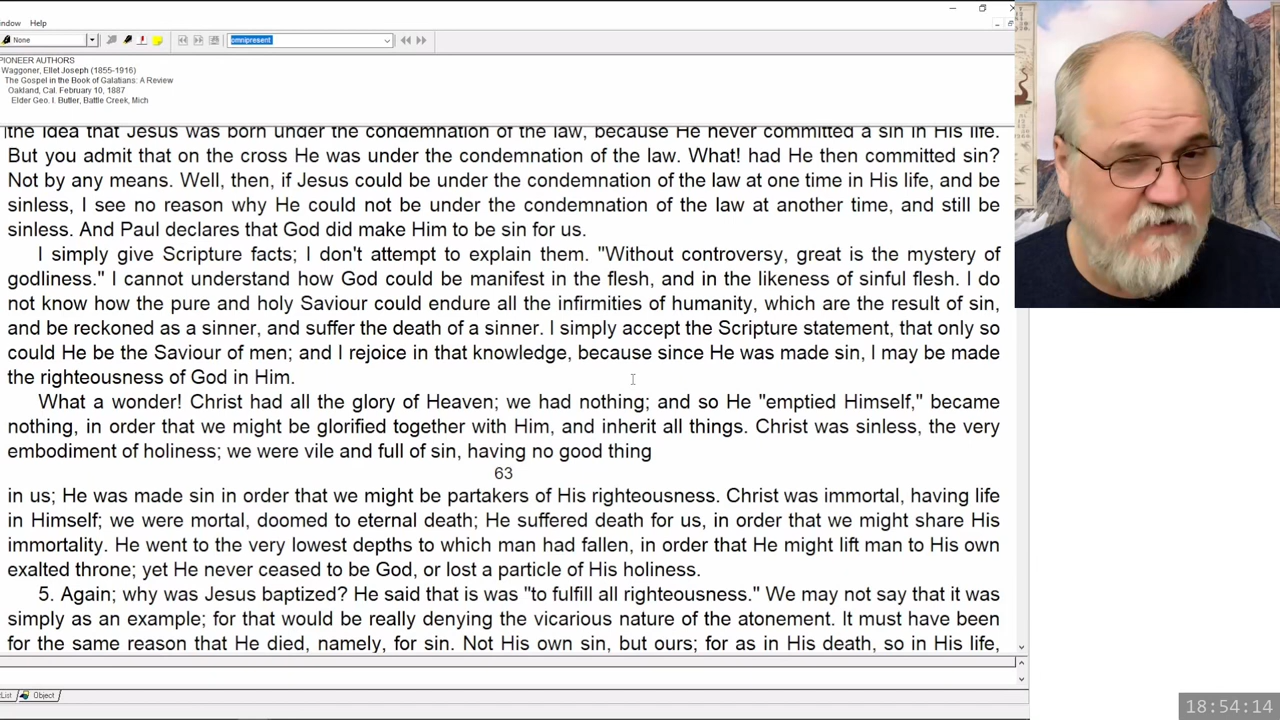 ndow Help
None omnipresent
PIONEER AUTHORS
Waggoner, Ellet Joseph (1855-1916)
The Gospel in the Book of Galatians: A Review
Oakland, Cal. February 10, 1887
Elder Geo. I. Butler, Battle Creek, Mich
the idea that Jesus was born under the condemnation of the law, because He never committed a sin in His life.
But you admit that on the cross He was under the condemnation of the law. What! had He then committed sin?
Not by any means. Well, then, if Jesus could be under the condemnation of the law at one time in His life, and be
sinless, I see no reason why He could not be under the condemnation of the law at another time, and still be
sinless. And Paul declares that God did make Him to be sin for us.
I simply give Scripture facts; I don't attempt to explain them. "Without controversy, great is the mystery of
godliness." I cannot understand how God could be manifest in the flesh, and in the likeness of sinful flesh. I do
not know how the pure and holy Saviour could endure all the infirmities of humanity, which are the result of sin,
and be reckoned as a sinner, and suffer the death of a sinner. I simply accept the Scripture statement, that only so
could He be the Saviour of men; and I rejoice in that knowledge, because since He was made sin, I may be made
the righteousness of God in Him.
What a wonder! Christ had all the glory of Heaven; we had nothing; and so He "emptied Himself," became
nothing, in order that we might be glorified together with Him, and inherit all things. Christ was sinless, the very
embodiment of holiness; we were vile and full of sin, having no good thing
63
in us; He was made sin in order that we might be partakers of His righteousness. Christ was immortal, having life
in Himself; we were mortal, doomed to eternal death; He suffered death for us, in order that we might share His
immortality. He went to the very lowest depths to which man had fallen, in order that He might lift man to His own
exalted throne; yet He never ceased to be God, or lost a particle of His holiness.
5. Again; why was Jesus baptized? He said that is was "to fulfill all righteousness." We may not say that it was
simply as an example; for that would be really denying the vicarious nature of the atonement. It must have been
for the same reason that He died, namely, for sin. Not His own sin, but ours; for as in His death, so in His life,
List Object
18:54:14